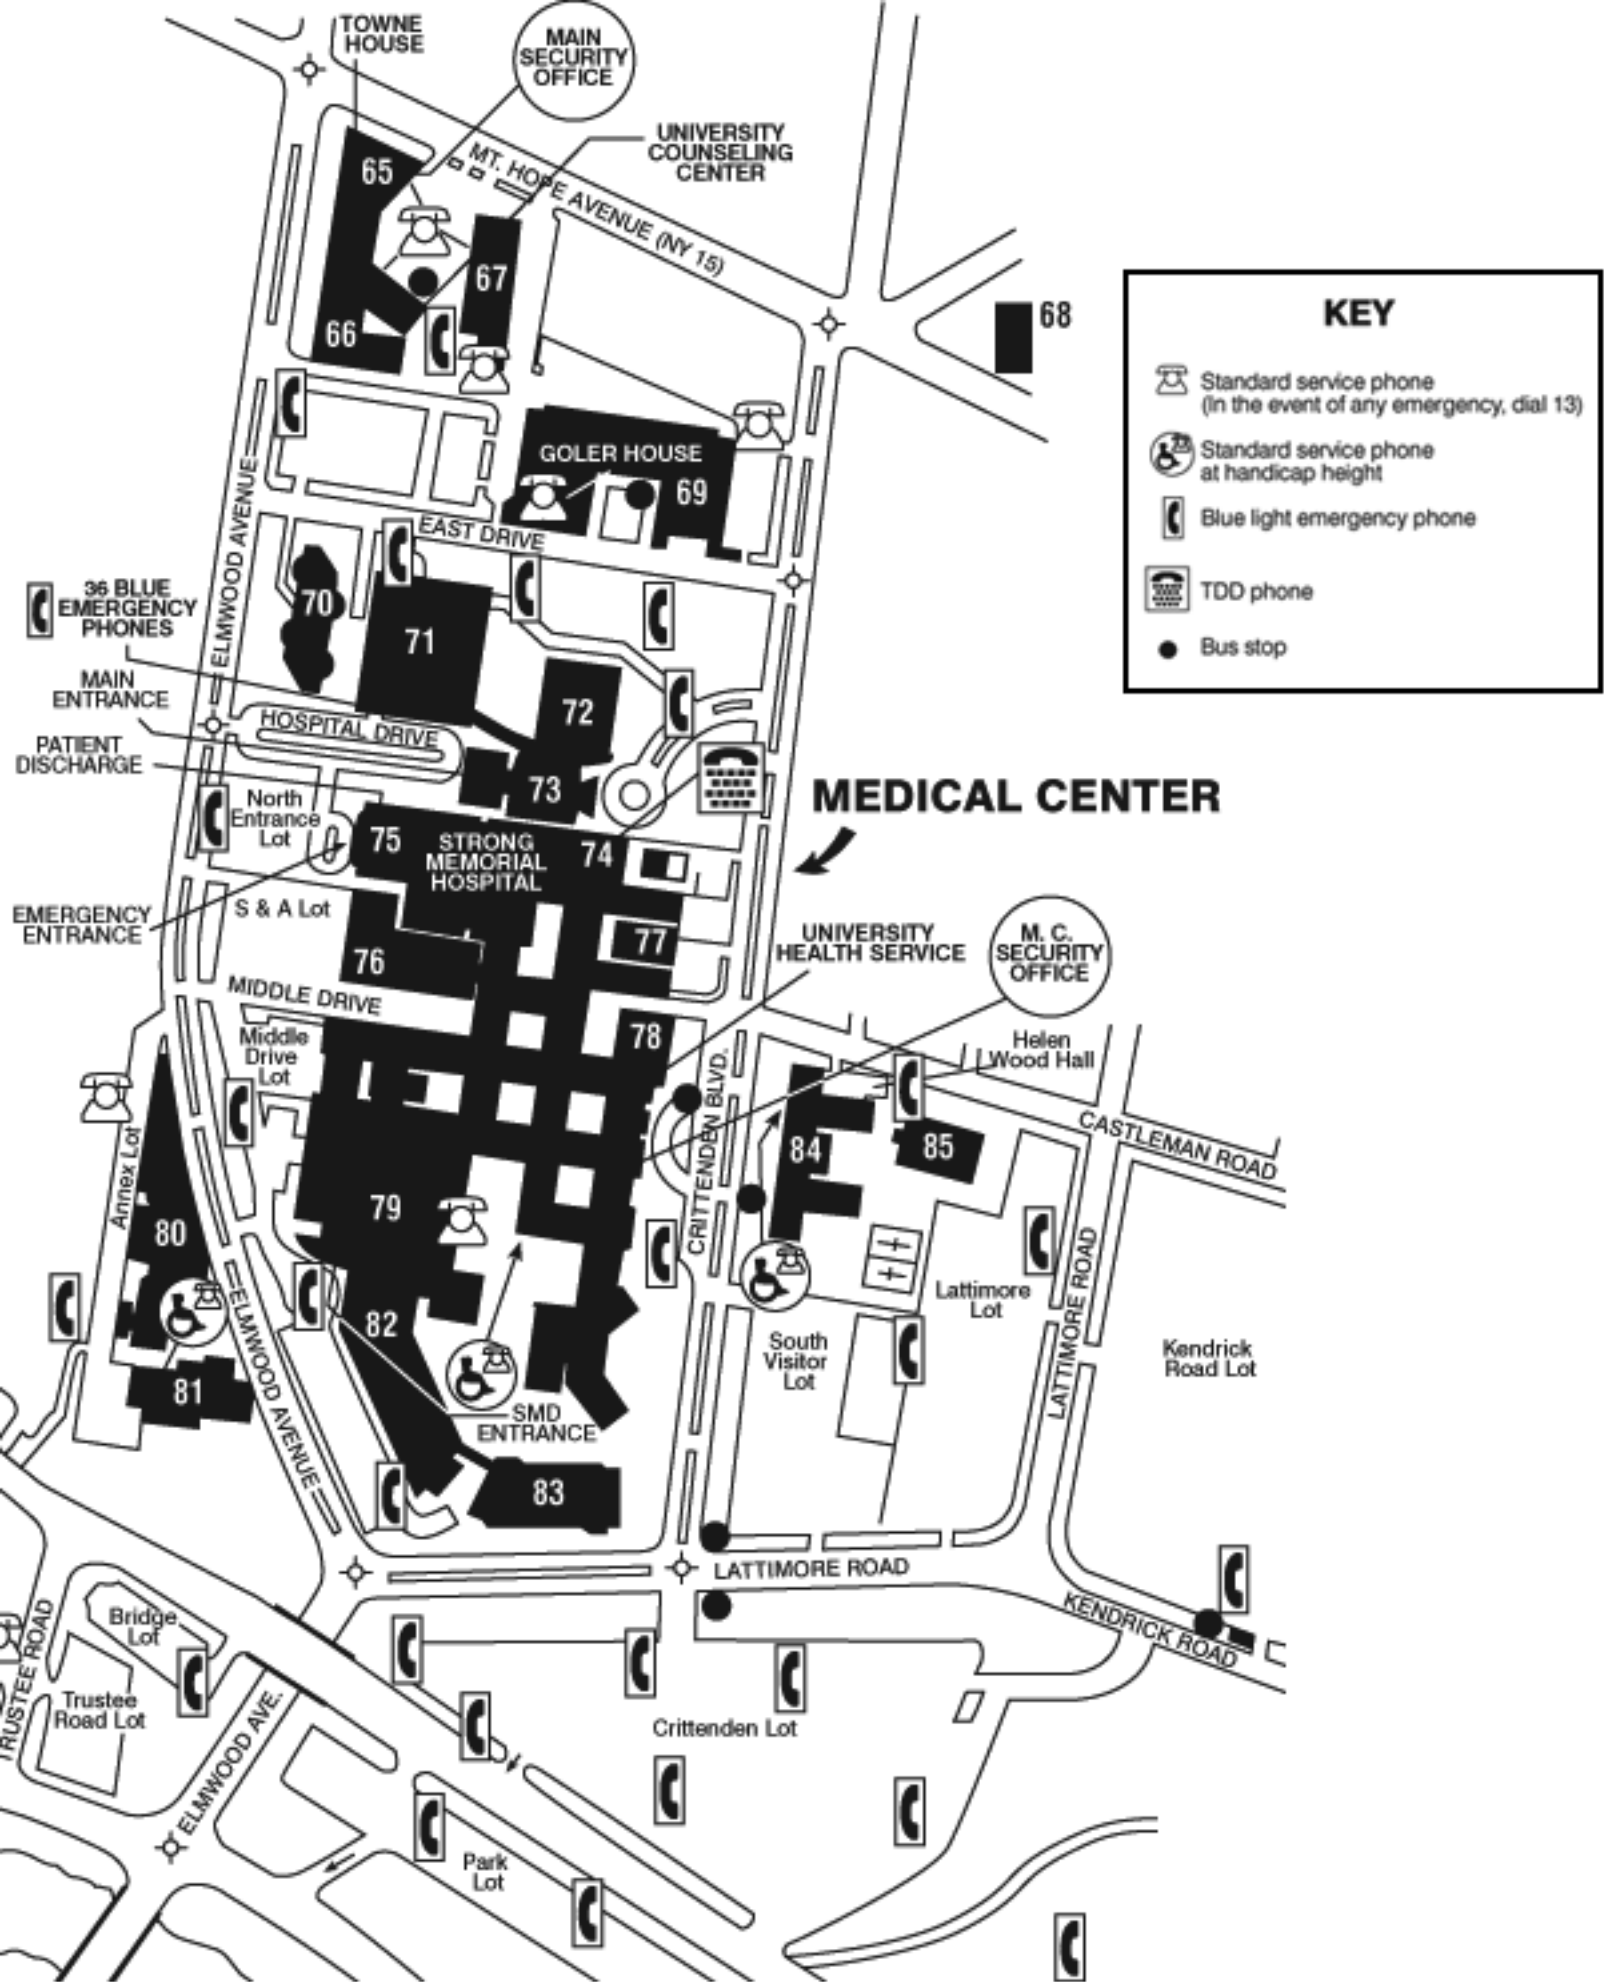 TOWNE
HOUSE
MAIN
SECURITY
OFFICE
UNIVERSITY
COUNSELING
CENTER
MT. HOPE AVENUE (NY 15)
65
66
67
68
KEY
Standard service phone
(In the event of any emergency, dial 13)
Standard service phone
at handicap height
Blue light emergency phone
TDD phone
Bus stop
GOLER HOUSE
69
ELMWOOD AVENUE
EAST DRIVE
36 BLUE
EMERGENCY
PHONES
70
71
72
73
MAIN
ENTRANCE
HOSPITAL DRIVE
PATIENT
DISCHARGE
North
Entrance
Lot
MEDICAL CENTER
75
STRONG
MEMORIAL
HOSPITAL
74
EMERGENCY
ENTRANCE
S & A Lot
76
77
UNIVERSITY
HEALTH SERVICE
M. C.
SECURITY
OFFICE
MIDDLE DRIVE
Middle
Drive
Lot
78
CRITTENDEN BLVD.
Helen
Wood Hall
CASTLEMAN ROAD
84
85
Annex Lot
79
80
81
82
ELMWOOD AVENUE
LATTIMORE ROAD
Lattimore
Lot
South
Visitor
Lot
Kendrick
Road Lot
SMD
ENTRANCE
83
LATTIMORE ROAD
KENDRICK ROAD
TRUSTEE ROAD
Bridge
Lot
Trustee
Road Lot
ELMWOOD AVE.
Crittenden Lot
Park
Lot